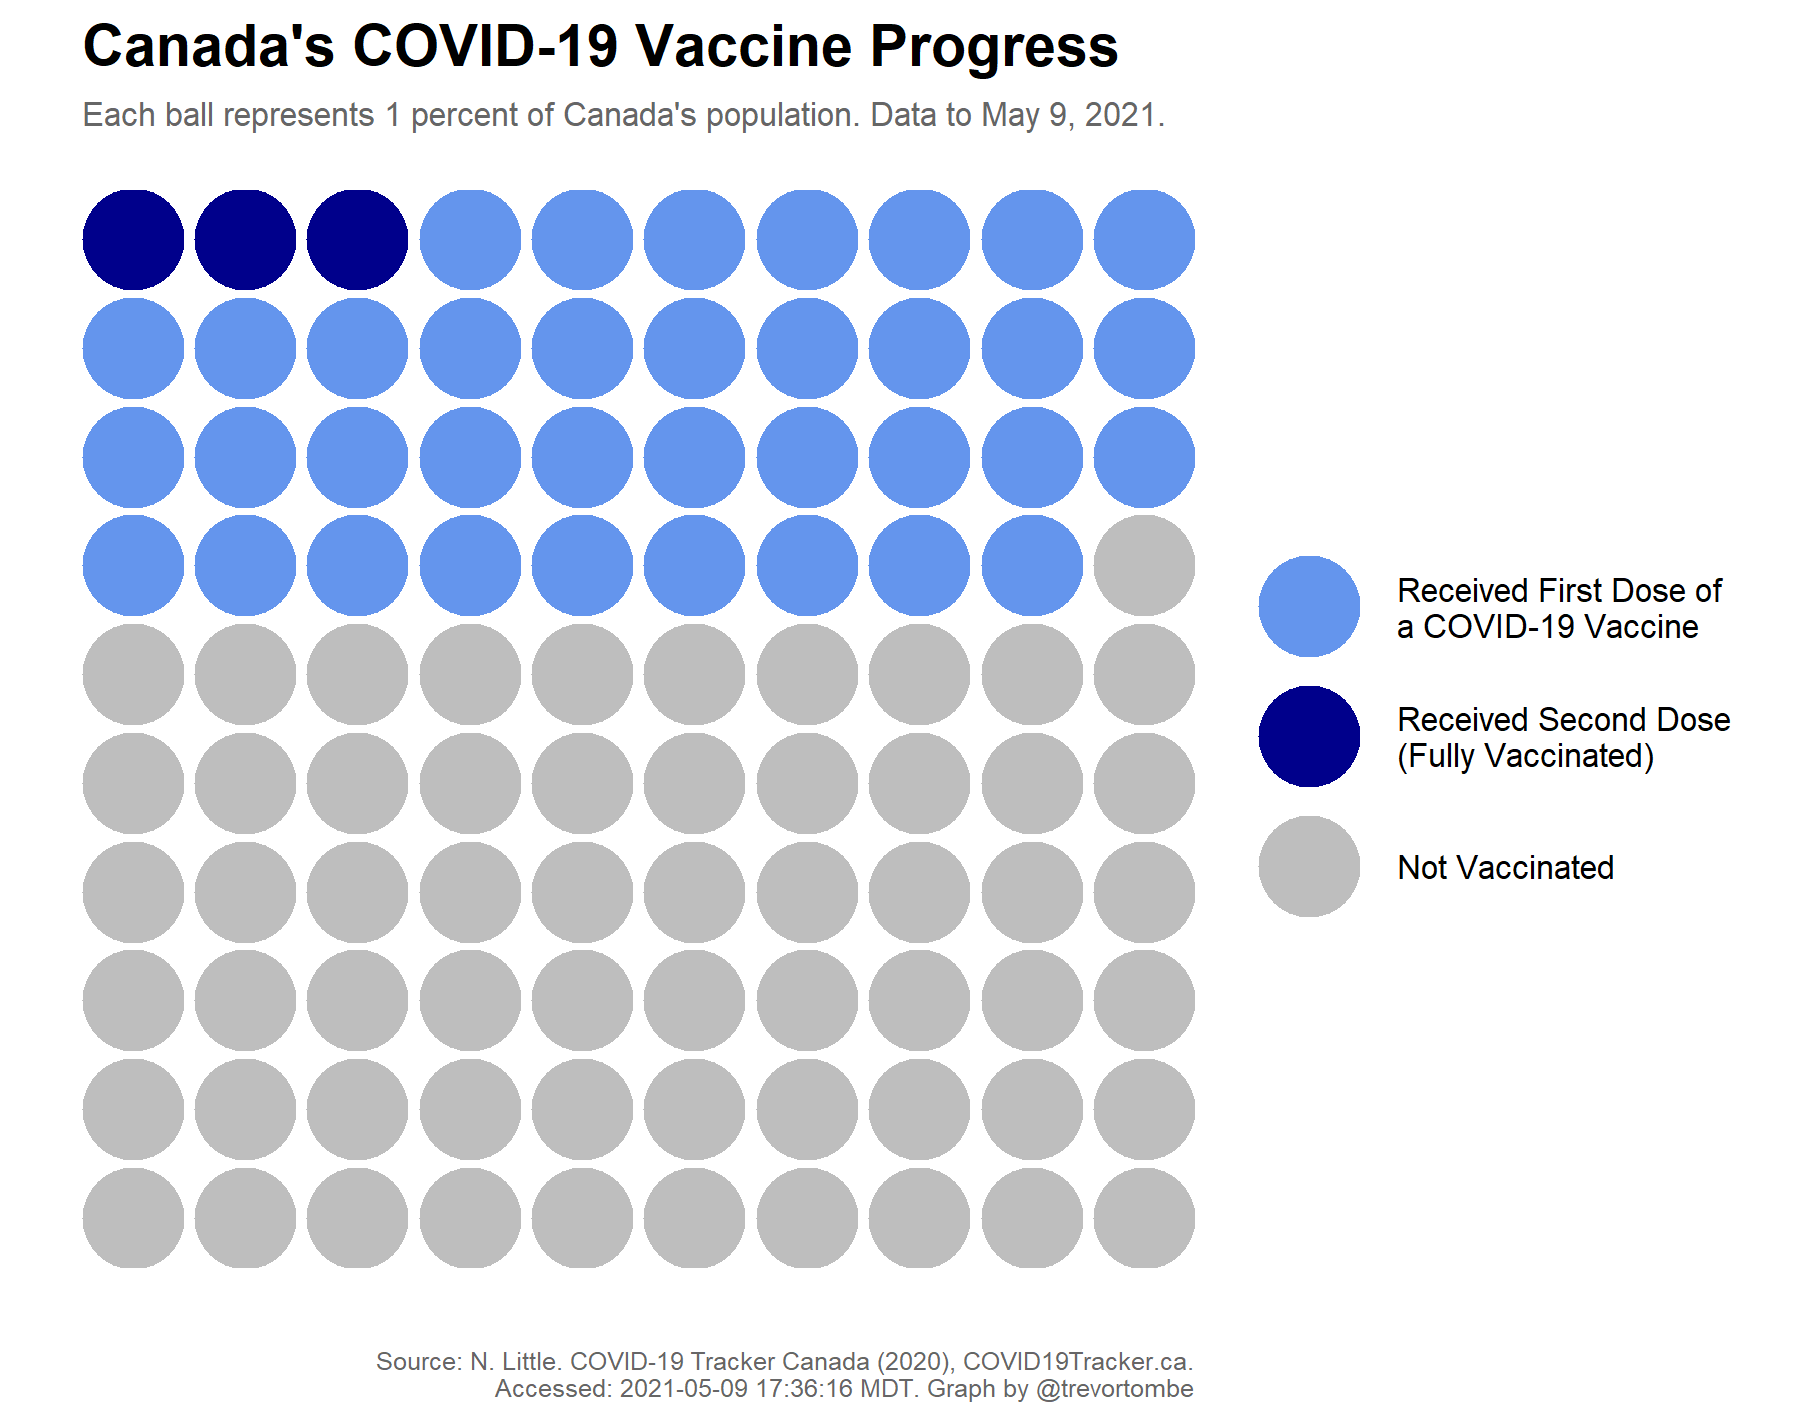 Canada's COVID-19 Vaccine Progress
Each ball represents 1 percent of Canada's population. Data to May 9, 2021.
Received First Dose of
a COVID-19 Vaccine
Received Second Dose
(Fully Vaccinated)
Not Vaccinated
Source: N. Little. COVID-19 Tracker Canada (2020), COVID19Tracker.ca.
Accessed: 2021-05-09 17:36:16 MDT. Graph by @trevortombe